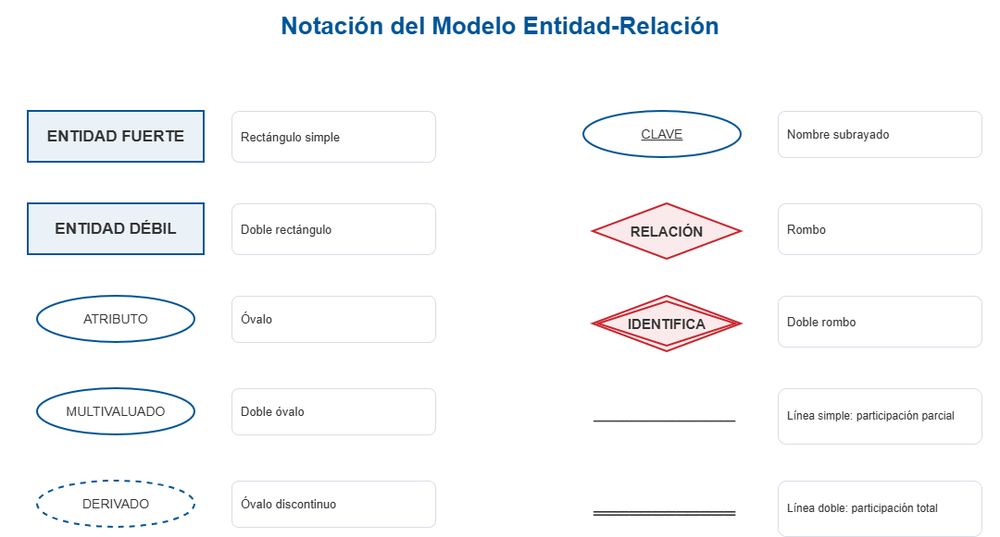 Notación del Modelo Entidad-Relación
ENTIDAD FUERTE
Rectángulo simple
CLAVE
Nombre subrayado
ENTIDAD DÉBIL
Doble rectángulo
RELACIÓN
Rombo
ATRIBUTO
Óvalo
IDENTIFICA
Doble rombo
MULTIVALUADO
Doble óvalo
Línea simple: participación parcial
DERIVADO
Óvalo discontinuo
Línea doble: participación total